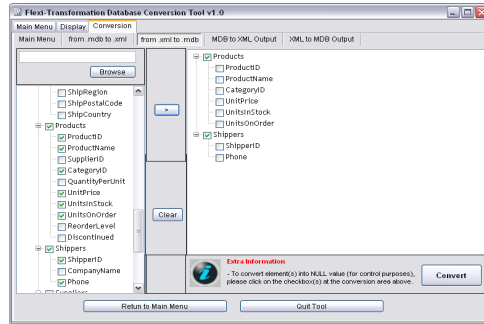 Flexi-Transformation Database Conversion Tool v1.0
Main Menu Display Conversion
Main Menu from .mdb to .xml from .xml to .mdb MDB to XML Output XML to MDB Output
Browse
ShipRegion
ShipPostalCode
ShipCountry
Products
ProductID
ProductName
SupplierID
CategoryID
QuantityPerUnit
UnitPrice
UnitsInStock
UnitsOnOrder
ReorderLevel
Discontinued
Shippers
ShipperID
CompanyName
Phone
Suppliers
>
Clear
Products
ProductID
ProductName
CategoryID
UnitPrice
UnitsInStock
UnitsOnOrder
Shippers
ShipperID
Phone
Extra Information
- To convert element(s) into NULL value (for control purposes),
please click on the checkbox(s) at the conversion area above.
Convert
Retun to Main Menu
Quit Tool